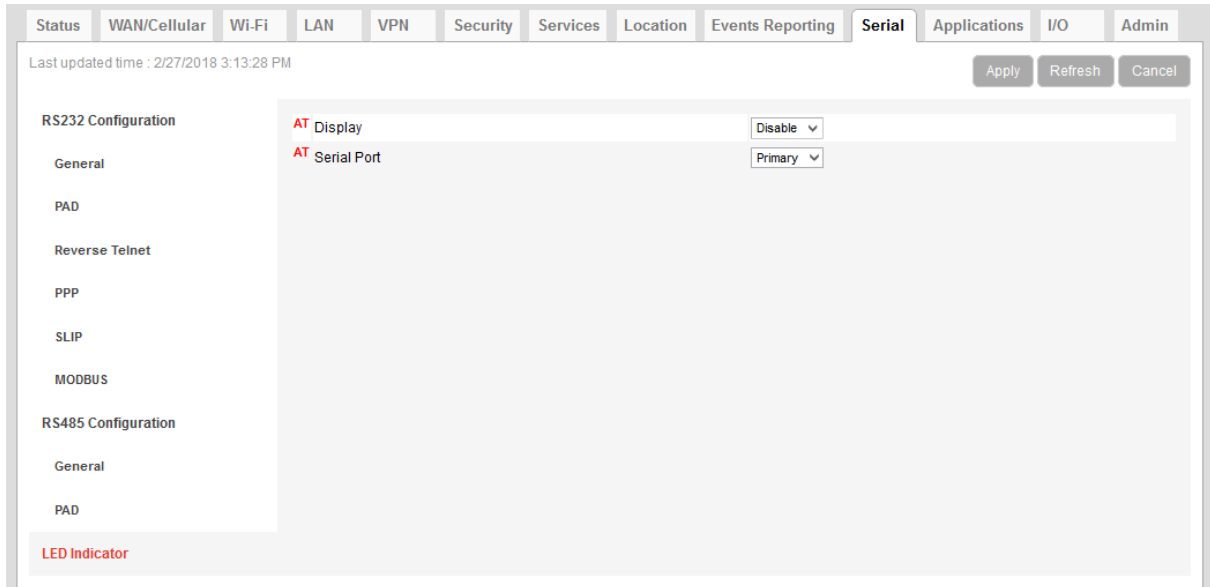 Status WAN/Cellular Wi-Fi LAN VPN Security Services Location Events Reporting Serial Applications I/O Admin
Last updated time : 2/27/2018 3:13:28 PM
Apply Refresh Cancel
RS232 Configuration
General
PAD
Reverse Telnet
PPP
SLIP
MODBUS
RS485 Configuration
General
PAD
LED Indicator
AT Display Disable
AT Serial Port Primary